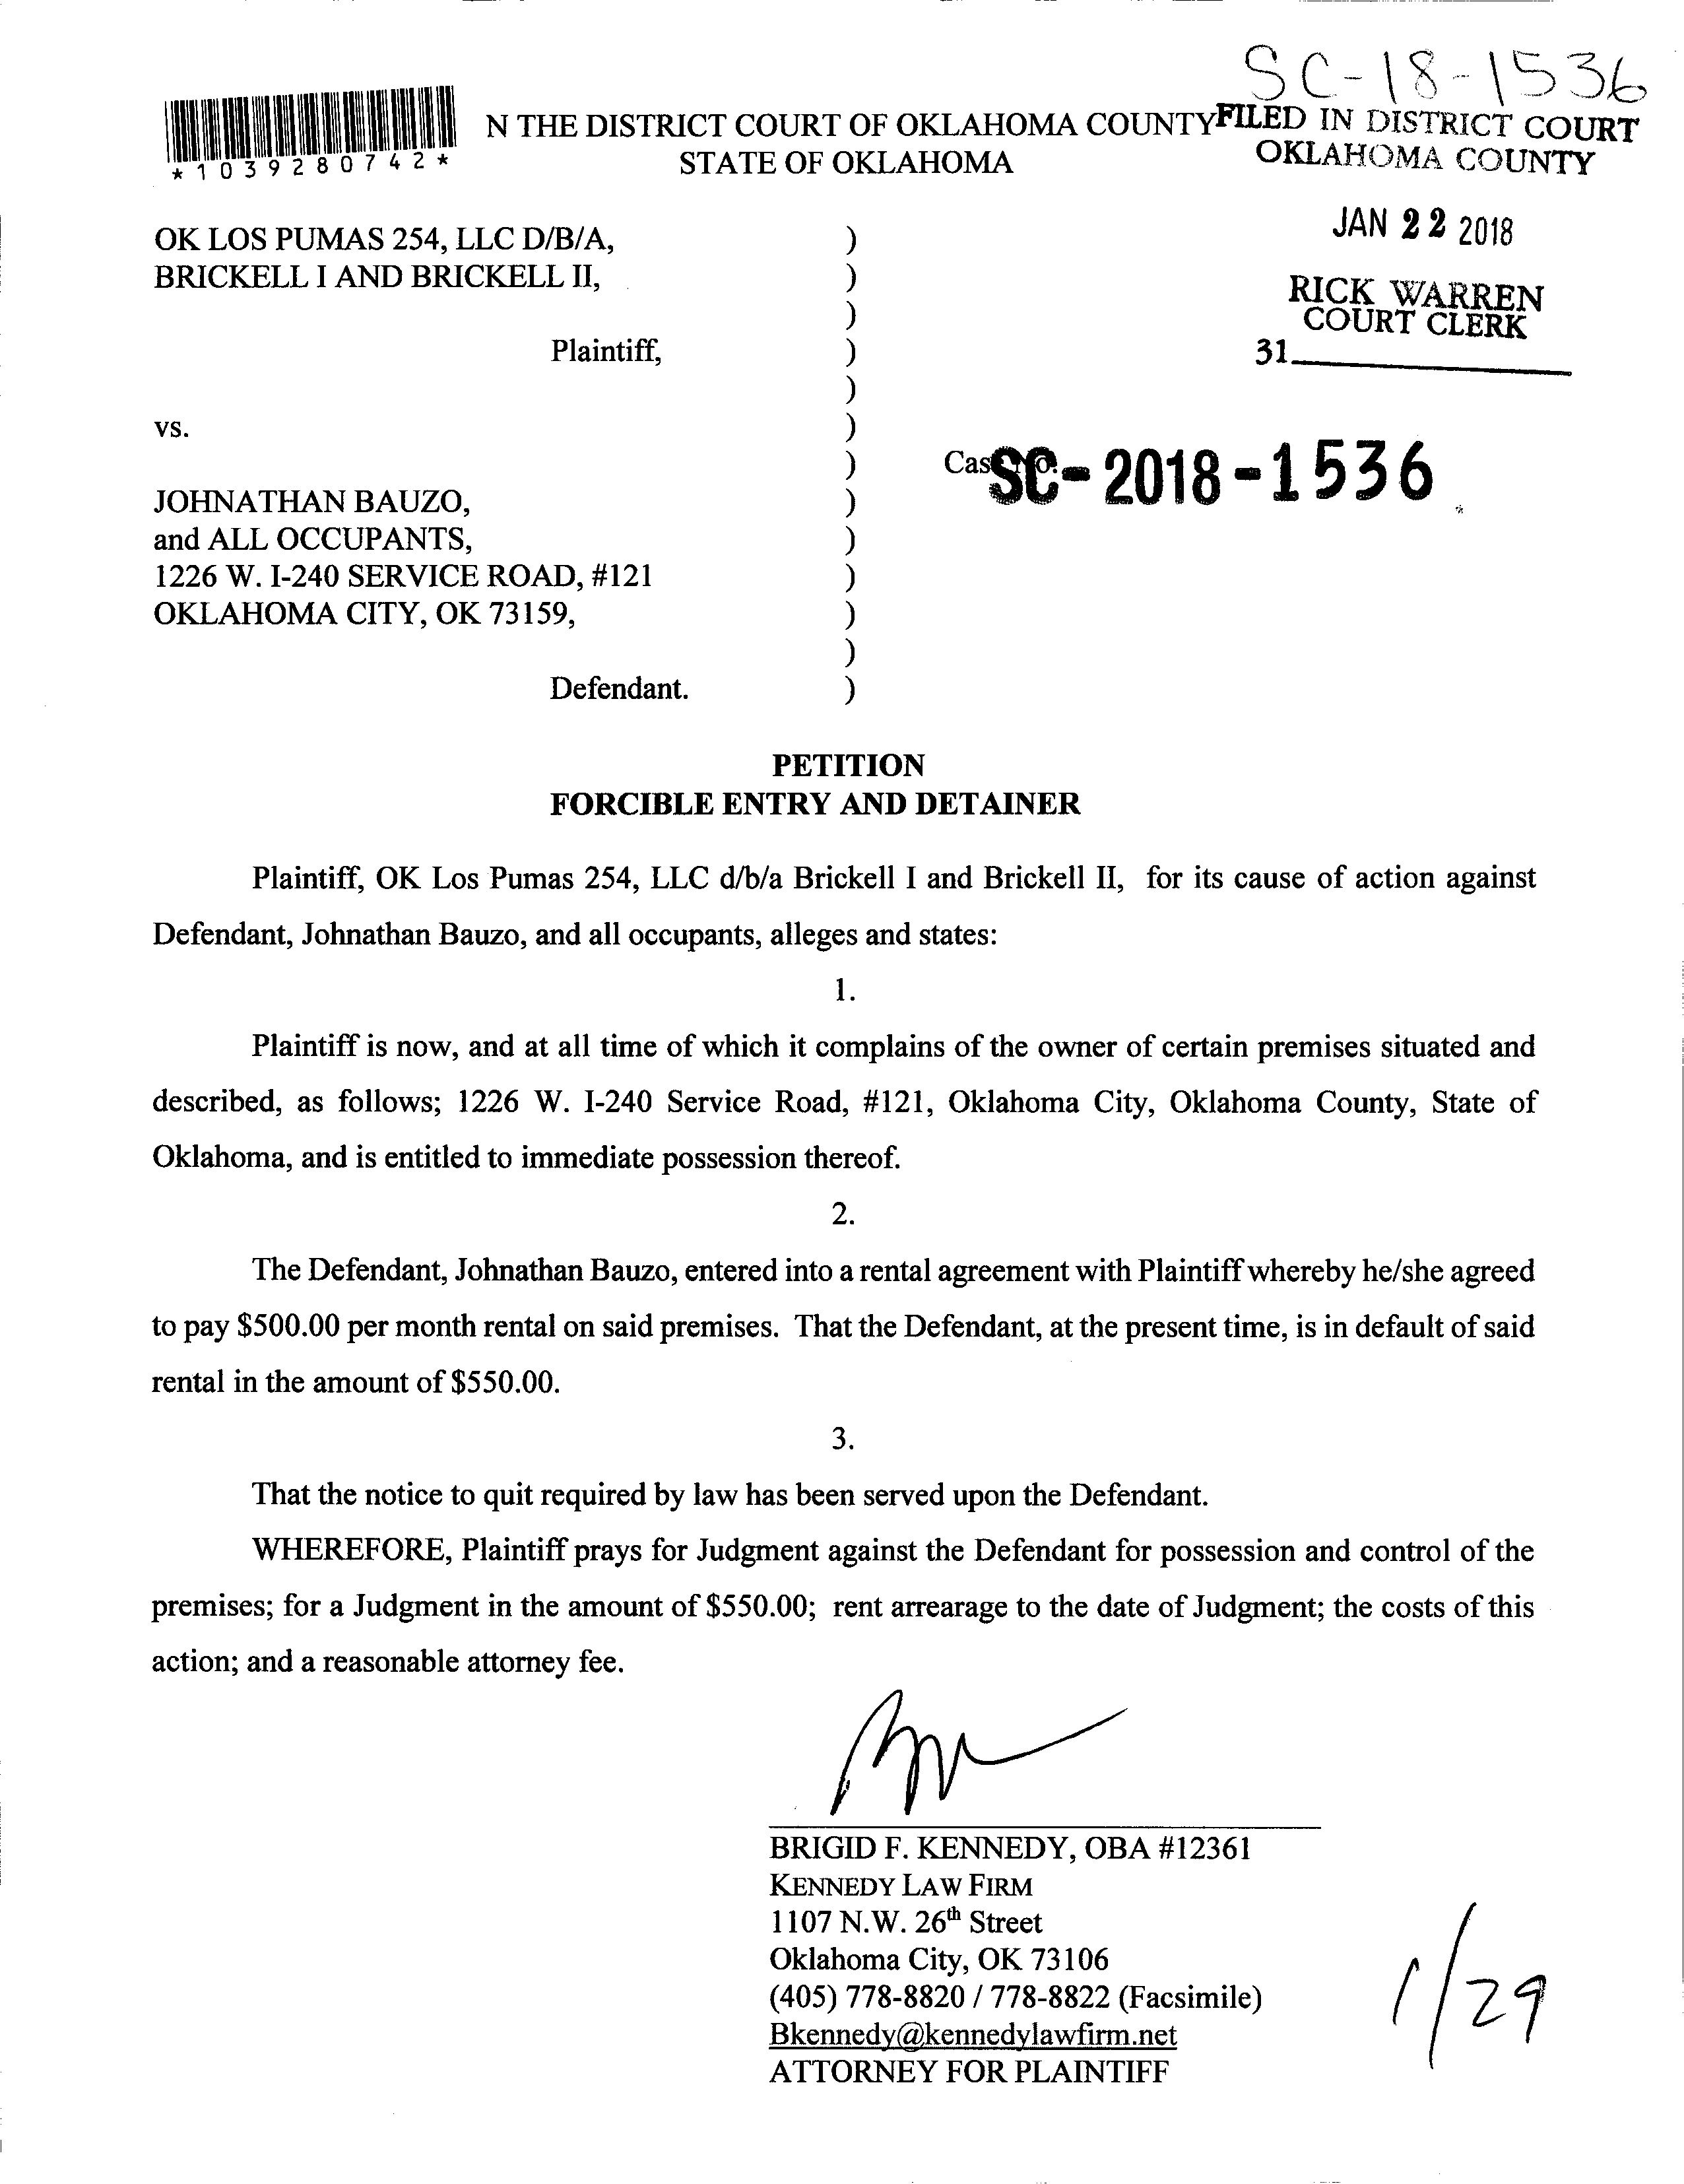 SC-18-1536
*1039280742*
N THE DISTRICT COURT OF OKLAHOMA COUNTY
STATE OF OKLAHOMA
FILED IN DISTRICT COURT
OKLAHOMA COUNTY
JAN 22 2018
RICK WARREN
COURT CLERK
31
OK LOS PUMAS 254, LLC D/B/A, )
BRICKELL I AND BRICKELL II, )
)
Plaintiff, )
)
vs. )
)
JOHNATHAN BAUZO, )
and ALL OCCUPANTS, )
1226 W. I-240 SERVICE ROAD, #121 )
OKLAHOMA CITY, OK 73159, )
)
Defendant. )
Case No.
SC-2018-1536
PETITION
FORCIBLE ENTRY AND DETAINER
Plaintiff, OK Los Pumas 254, LLC d/b/a Brickell I and Brickell II, for its cause of action against
Defendant, Johnathan Bauzo, and all occupants, alleges and states:
1.
Plaintiff is now, and at all time of which it complains of the owner of certain premises situated and
described, as follows; 1226 W. I-240 Service Road, #121, Oklahoma City, Oklahoma County, State of
Oklahoma, and is entitled to immediate possession thereof.
2.
The Defendant, Johnathan Bauzo, entered into a rental agreement with Plaintiff whereby he/she agreed
to pay $500.00 per month rental on said premises. That the Defendant, at the present time, is in default of said
rental in the amount of $550.00.
3.
That the notice to quit required by law has been served upon the Defendant.
WHEREFORE, Plaintiff prays for Judgment against the Defendant for possession and control of the
premises; for a Judgment in the amount of $550.00; rent arrearage to the date of Judgment; the costs of this
action; and a reasonable attorney fee.
BRIGID F. KENNEDY, OBA #12361
KENNEDY LAW FIRM
1107 N.W. 26th Street
Oklahoma City, OK 73106
(405) 778-8820 / 778-8822 (Facsimile)
Bkennedy@kennedylawfirm.net
ATTORNEY FOR PLAINTIFF
1/29